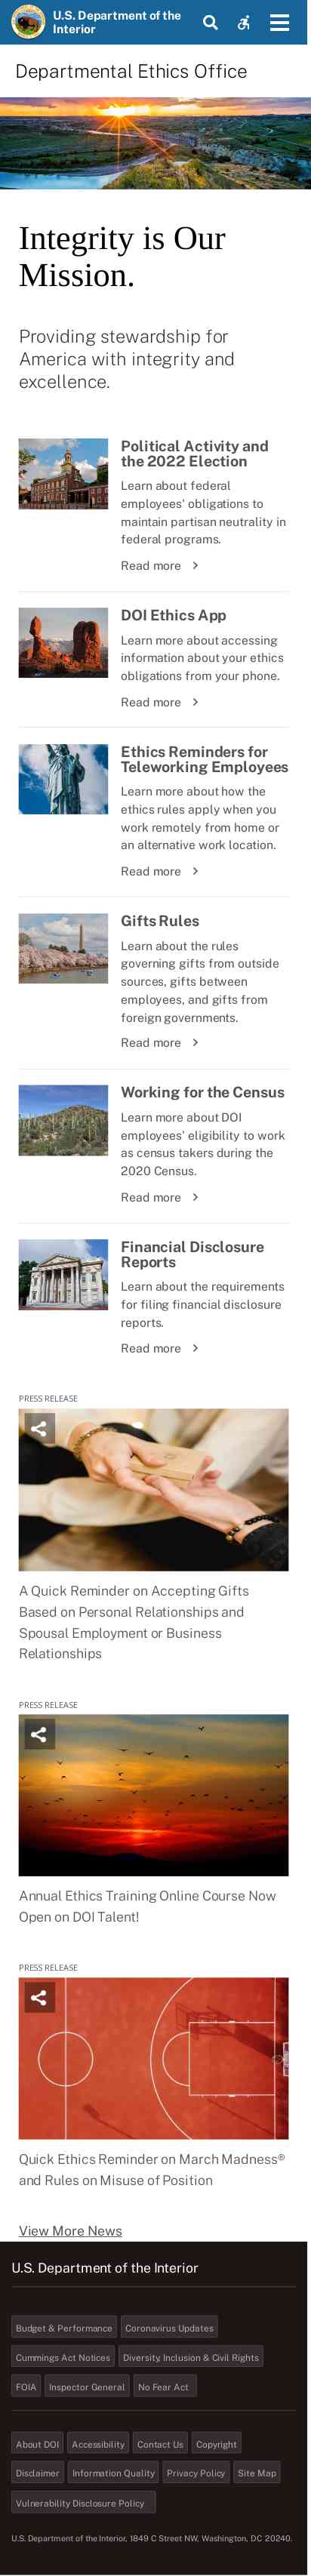 U.S. Department of the
Interior
Departmental Ethics Office
Integrity is Our
Mission.
Providing stewardship for
America with integrity and
excellence.
Political Activity and
the 2022 Election
Learn about federal
employees' obligations to
maintain partisan neutrality in
federal programs.
Read more
DOI Ethics App
Learn more about accessing
information about your ethics
obligations from your phone.
Read more
Ethics Reminders for
Teleworking Employees
Learn more about how the
ethics rules apply when you
work remotely from home or
an alternative work location.
Read more
Gifts Rules
Learn about the rules
governing gifts from outside
sources, gifts between
employees, and gifts from
foreign governments.
Read more
Working for the Census
Learn more about DOI
employees' eligibility to work
as census takers during the
2020 Census.
Read more
Financial Disclosure
Reports
Learn about the requirements
for filing financial disclosure
reports.
Read more
PRESS RELEASE
A Quick Reminder on Accepting Gifts
Based on Personal Relationships and
Spousal Employment or Business
Relationships
PRESS RELEASE
Annual Ethics Training Online Course Now
Open on DOI Talent!
PRESS RELEASE
Quick Ethics Reminder on March Madness®
and Rules on Misuse of Position
View More News
U.S. Department of the Interior
Budget & Performance Coronavirus Updates
Cummings Act Notices Diversity, Inclusion & Civil Rights
FOIA Inspector General No Fear Act
About DOI Accessibility Contact Us Copyright
Disclaimer Information Quality Privacy Policy Site Map
Vulnerability Disclosure Policy
U.S. Department of the Interior, 1849 C Street NW, Washington, DC 20240.